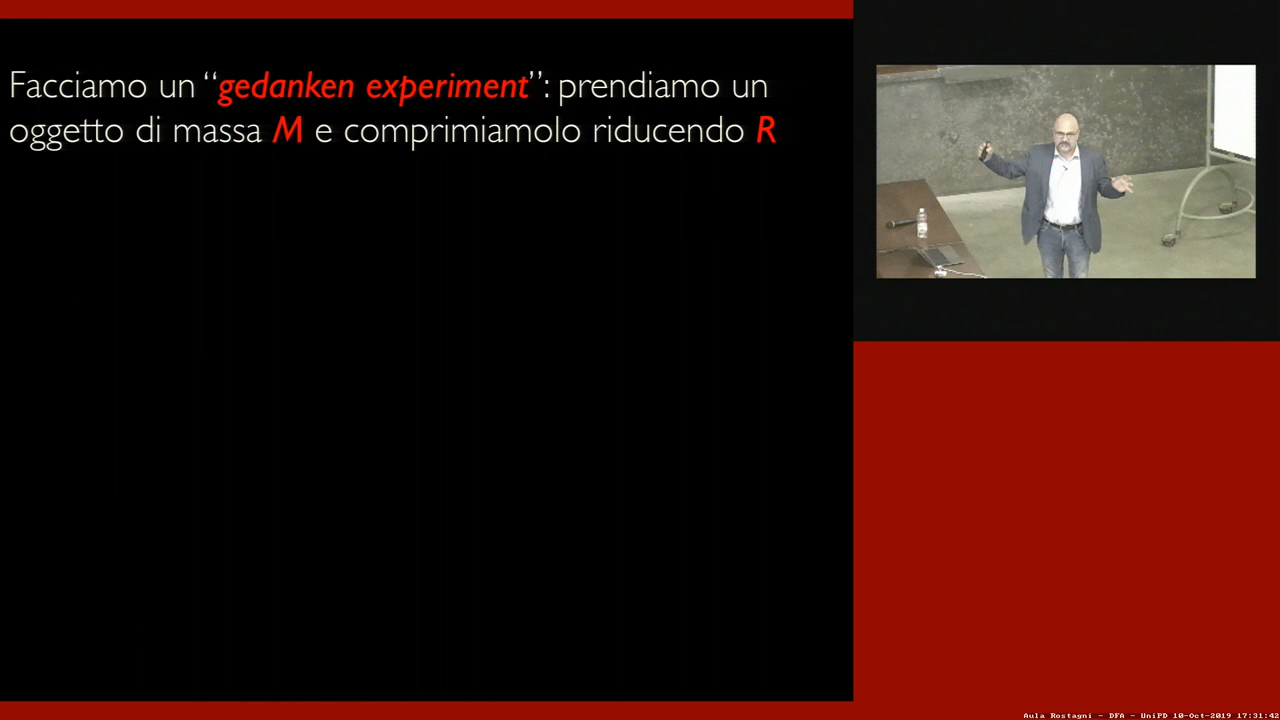 Facciamo un “gedanken experiment”: prendiamo un
oggetto di massa M e comprimiamolo riducendo R
Aula Rostagni - DFA - UniPD 10-Oct-2019 17:31:42